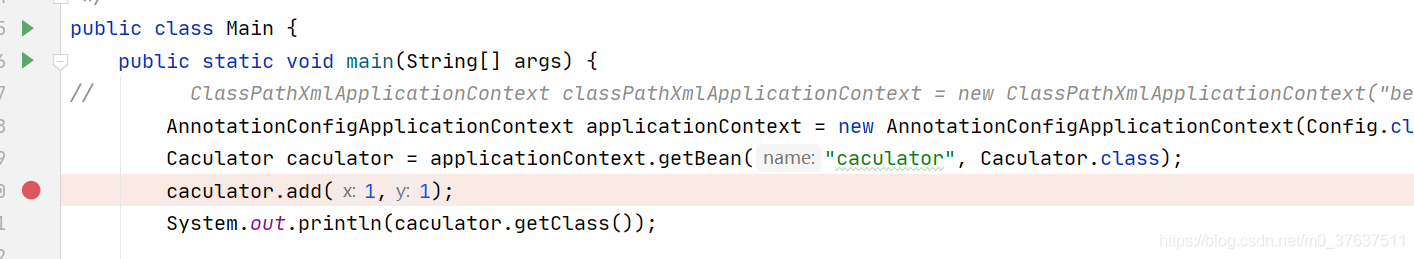 */
5 public class Main {
6 public static void main(String[] args) {
7 // ClassPathXmlApplicationContext classPathXmlApplicationContext = new ClassPathXmlApplicationContext("be
8 AnnotationConfigApplicationContext applicationContext = new AnnotationConfigApplicationContext(Config.cl
9 Caculator caculator = applicationContext.getBean( name: "caculator", Caculator.class);
0 caculator.add( x: 1, y: 1);
1 System.out.println(caculator.getClass());
2
https://blog.csdn.net/m0_37637511